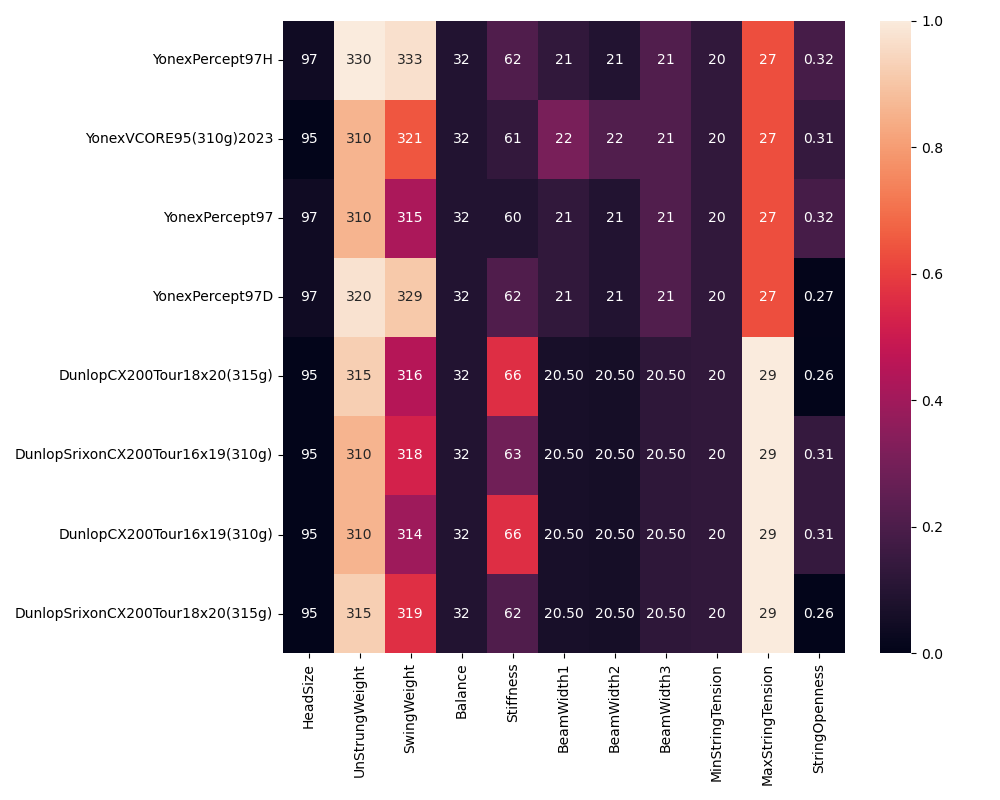 YonexPercept97H 97 330 333 32 62 21 21 21 20 27 0.32
YonexVCORE95(310g)2023 95 310 321 32 61 22 22 21 20 27 0.31
YonexPercept97 97 310 315 32 60 21 21 21 20 27 0.32
YonexPercept97D 97 320 329 32 62 21 21 21 20 27 0.27
DunlopCX200Tour18x20(315g) 95 315 316 32 66 20.50 20.50 20.50 20 29 0.26
DunlopSrixonCX200Tour16x19(310g) 95 310 318 32 63 20.50 20.50 20.50 20 29 0.31
DunlopCX200Tour16x19(310g) 95 310 314 32 66 20.50 20.50 20.50 20 29 0.31
DunlopSrixonCX200Tour18x20(315g) 95 315 319 32 62 20.50 20.50 20.50 20 29 0.26
HeadSize
UnStrungWeight
SwingWeight
Balance
Stiffness
BeamWidth1
BeamWidth2
BeamWidth3
MinStringTension
MaxStringTension
StringOpenness
1.0
0.8
0.6
0.4
0.2
0.0